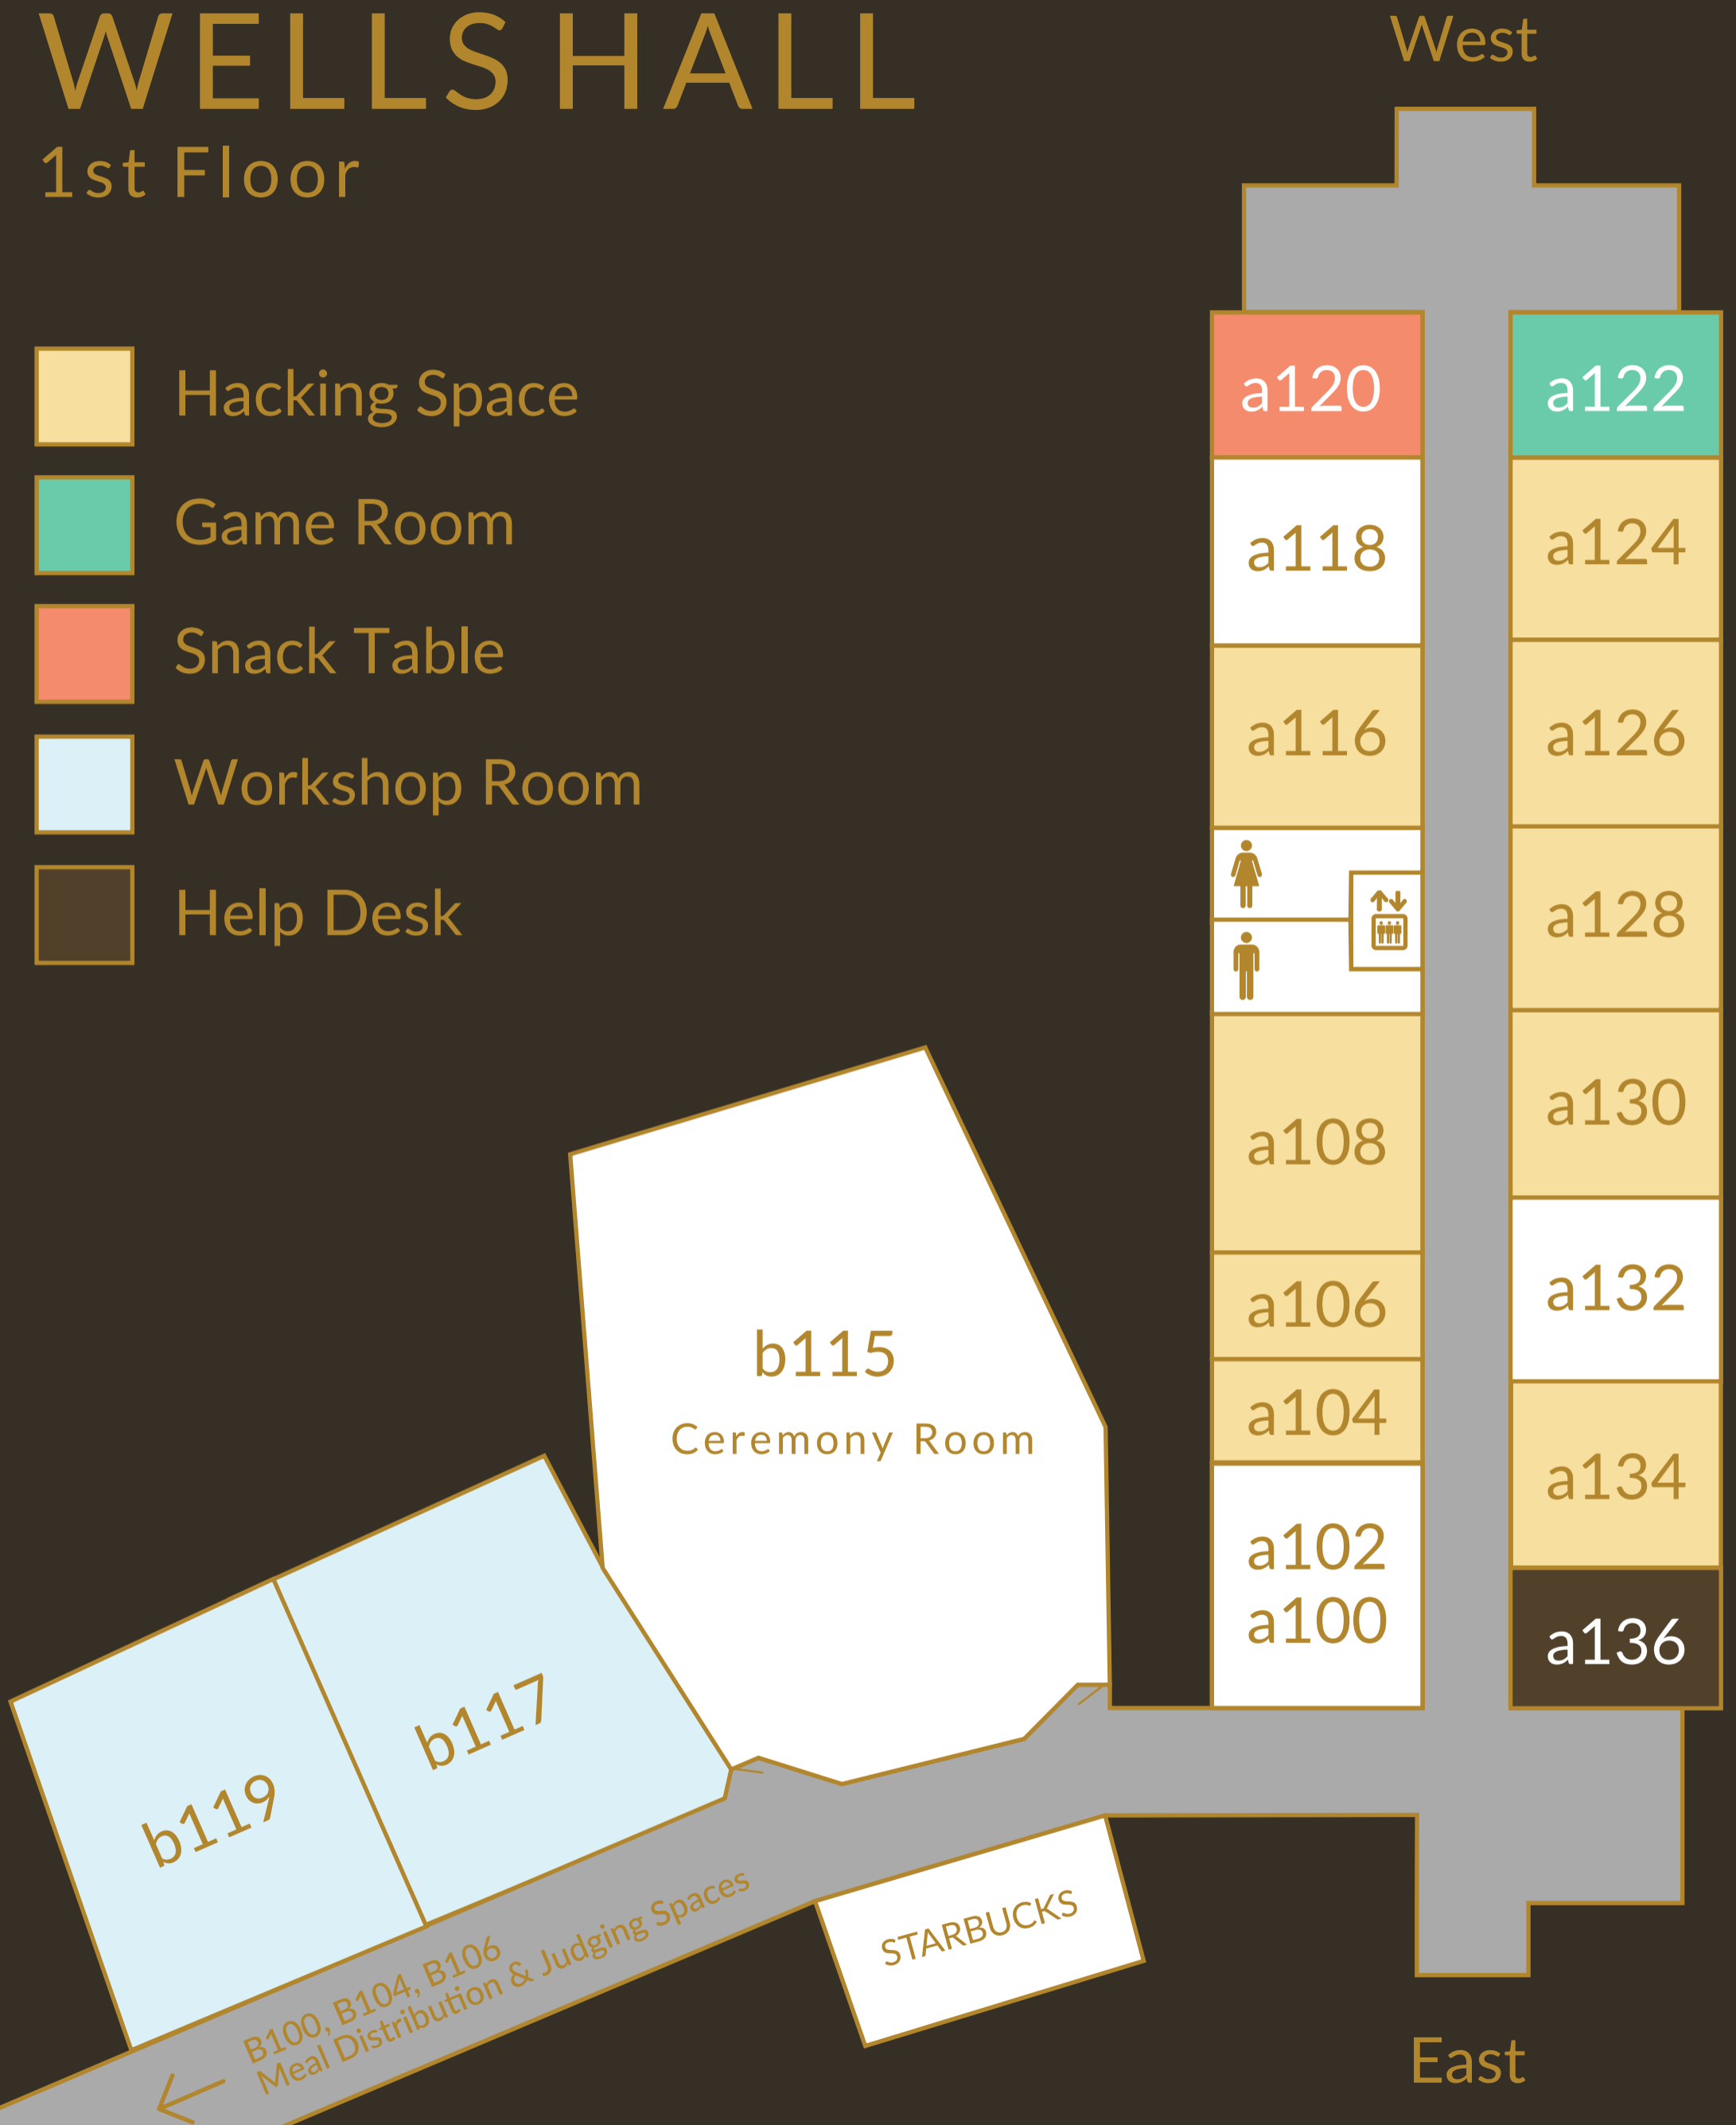 WELLS HALL
1st Floor
West
Hacking Space
Game Room
Snack Table
Workshop Room
Help Desk
a120
a118
a116
a108
a106
a104
a102
a100
a122
a124
a126
a128
a130
a132
a134
a136
b115
Ceremony Room
b117
b119
STARBUCKS
B100, B104, B106
Meal Distribution & Judging Spaces
East